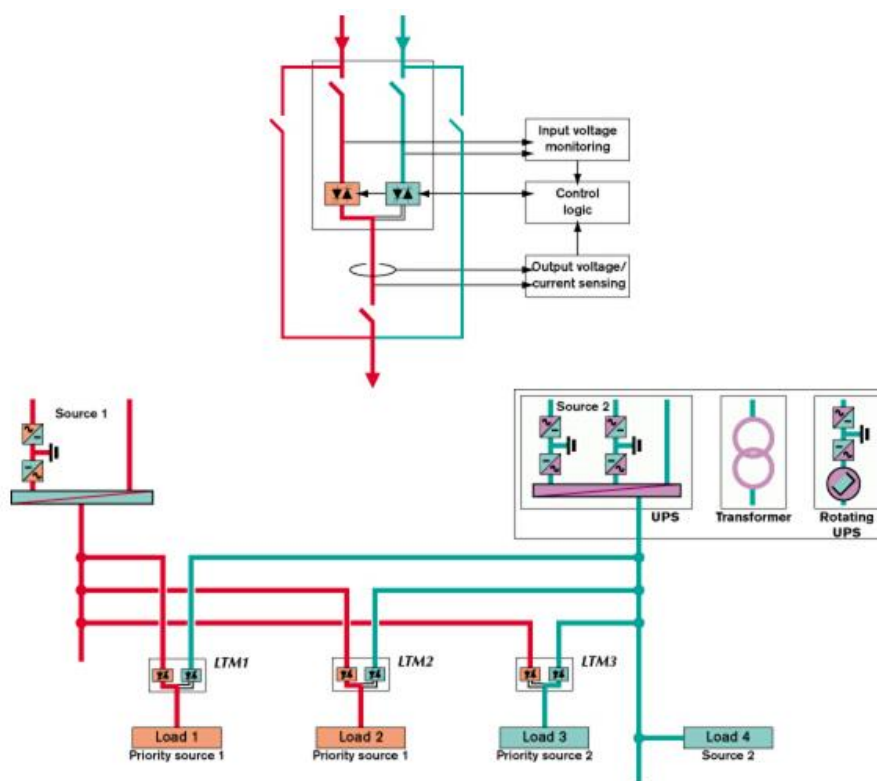 Input voltage
monitoring
Control
logic
Output voltage/
current sensing
Source 1
Source 2
UPS
Transformer
Rotating
UPS
LTM1
LTM2
LTM3
Load 1
Priority source 1
Load 2
Priority source 1
Load 3
Priority source 2
Load 4
Source 2